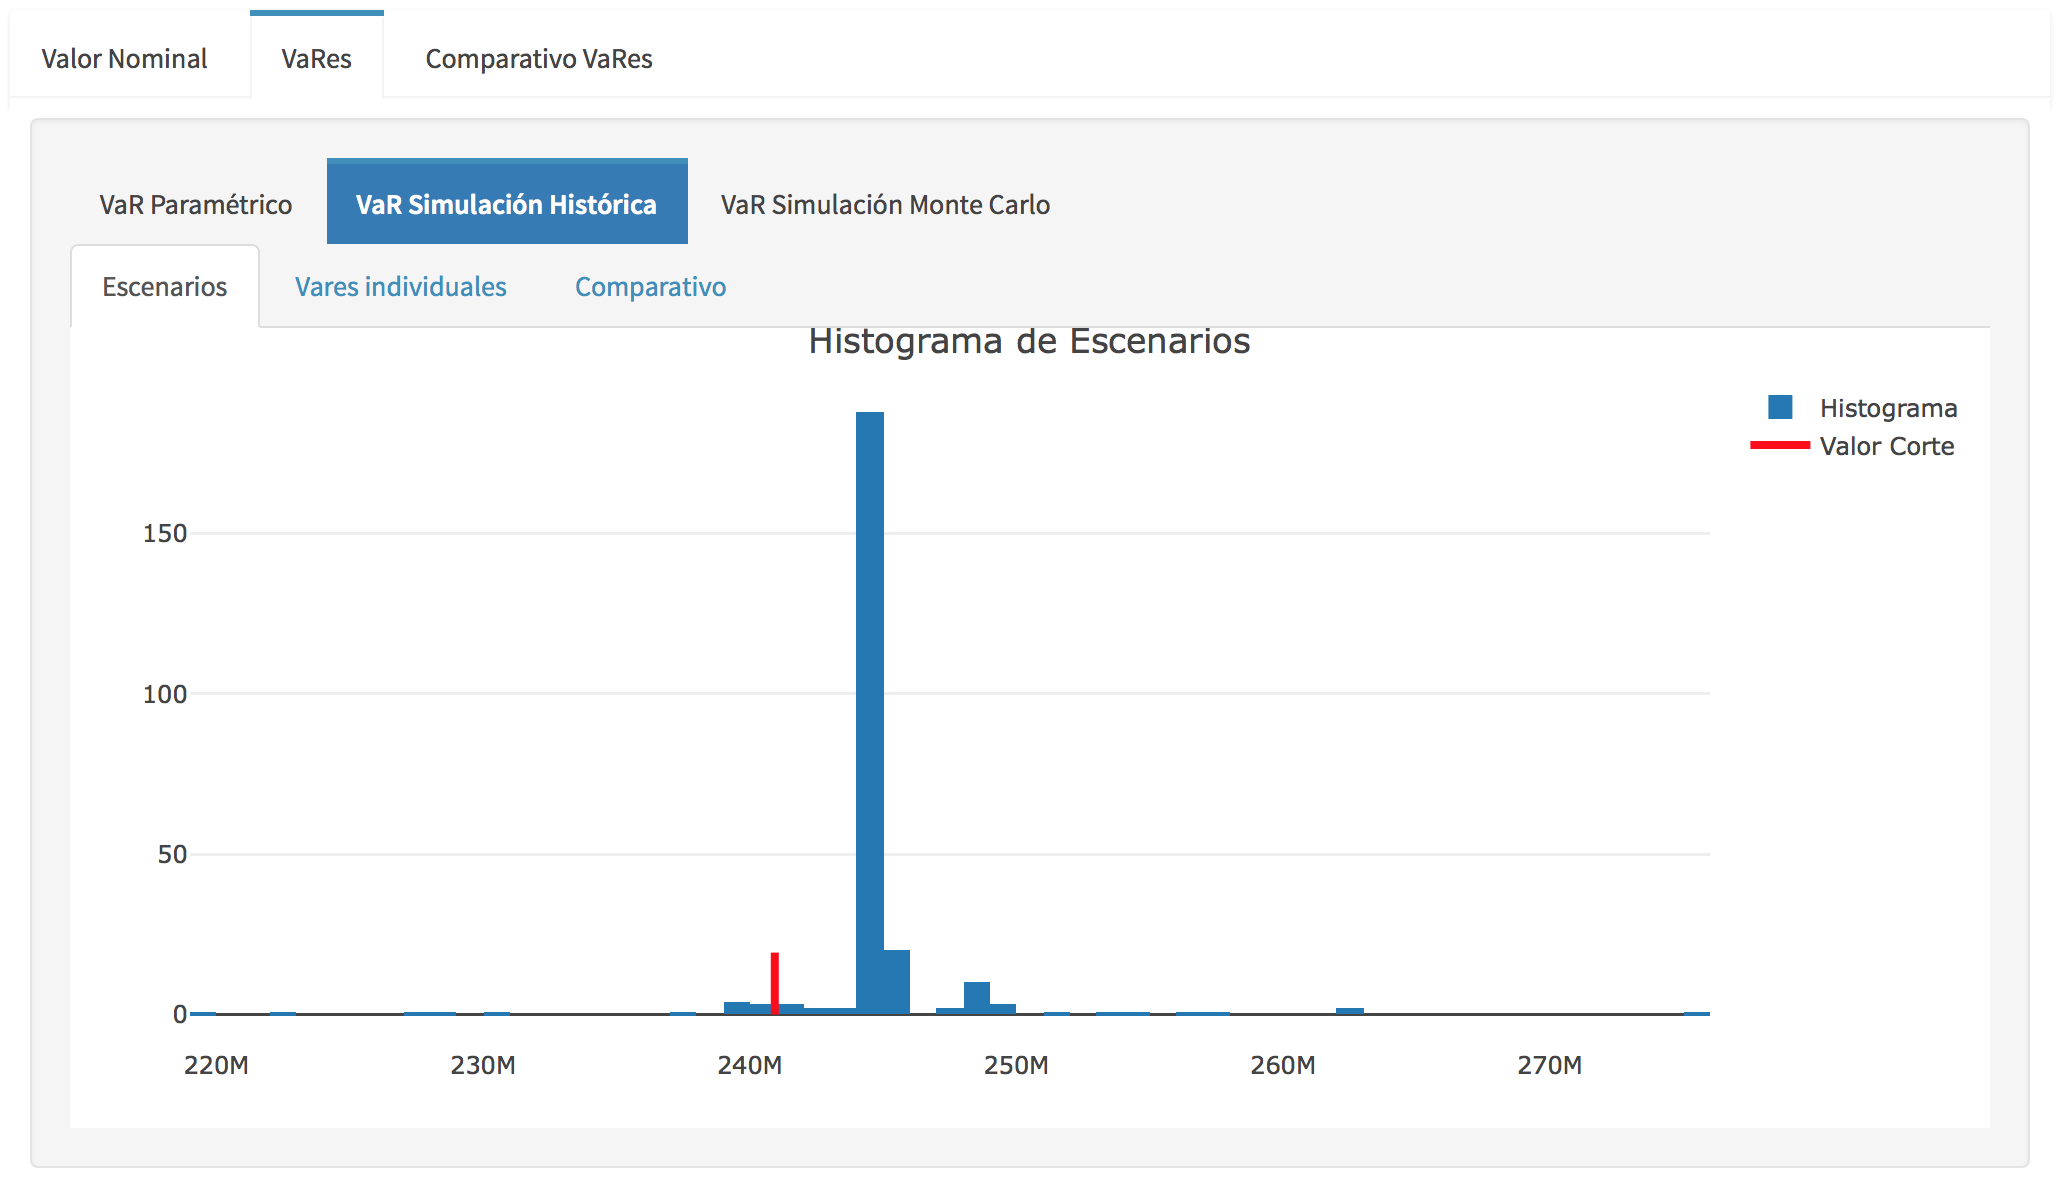 Valor Nominal VaRes Comparativo VaRes
VaR Paramétrico VaR Simulación Histórica VaR Simulación Monte Carlo
Escenarios Vares individuales Comparativo
Histograma de Escenarios
Histograma
Valor Corte
150
100
50
0
220M 230M 240M 250M 260M 270M